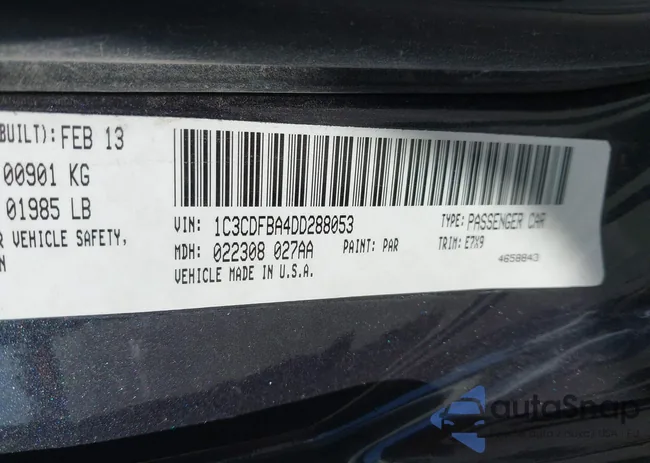 BUILT): FEB 13
00901 KG
01985 LB
R VEHICLE SAFETY,
N
VIN: 1C3CDFBA4DD288053
TYPE: PASSENGER CAR
MDH: 022308 027AA
PAINT: PAR
TRIM: E7X9
VEHICLE MADE IN U.S.A.
4658843
autoSnap